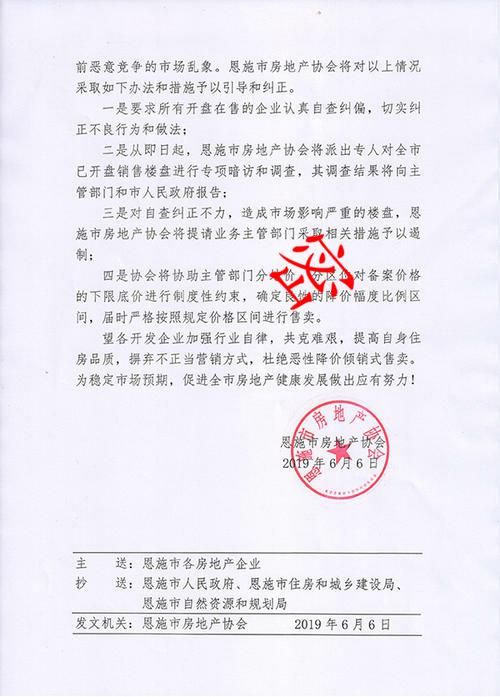 前恶意竞争的市场乱象。恩施市房地产协会将对以上情况
采取如下办法和措施予以引导和纠正。
一是要求所有开盘在售的企业认真自查纠偏，切实纠
正不良行为和做法；
二是从即日起，恩施市房地产协会将派出专人对全市
已开盘销售楼盘进行专项暗访和调查，其调查结果将向主
管部门和市人民政府报告；
三是对自查纠正不力，造成市场影响严重的楼盘，恩
施市房地产协会将提请业务主管部门采取相关措施予以遏
制；
四是协会将协助主管部门分 价 分区位对备案价格
的下限底价进行制度性约束，确定良性的降价幅度比例区
间，届时严格按照规定价格区间进行售卖。
望各开发企业加强行业自律，共克难艰，提高自身住
房品质，摒弃不正当营销方式，杜绝恶性降价倾销式售卖。
为稳定市场预期，促进全市房地产健康发展做出应有努力！
恩施市房地产协会
2019年6月6日
恩施市房地产协会
主 送：恩施市各房地产企业
抄 送：恩施市人民政府、恩施市住房和城乡建设局、
恩施市自然资源和规划局
发文机关：恩施市房地产协会 2019年6月6日